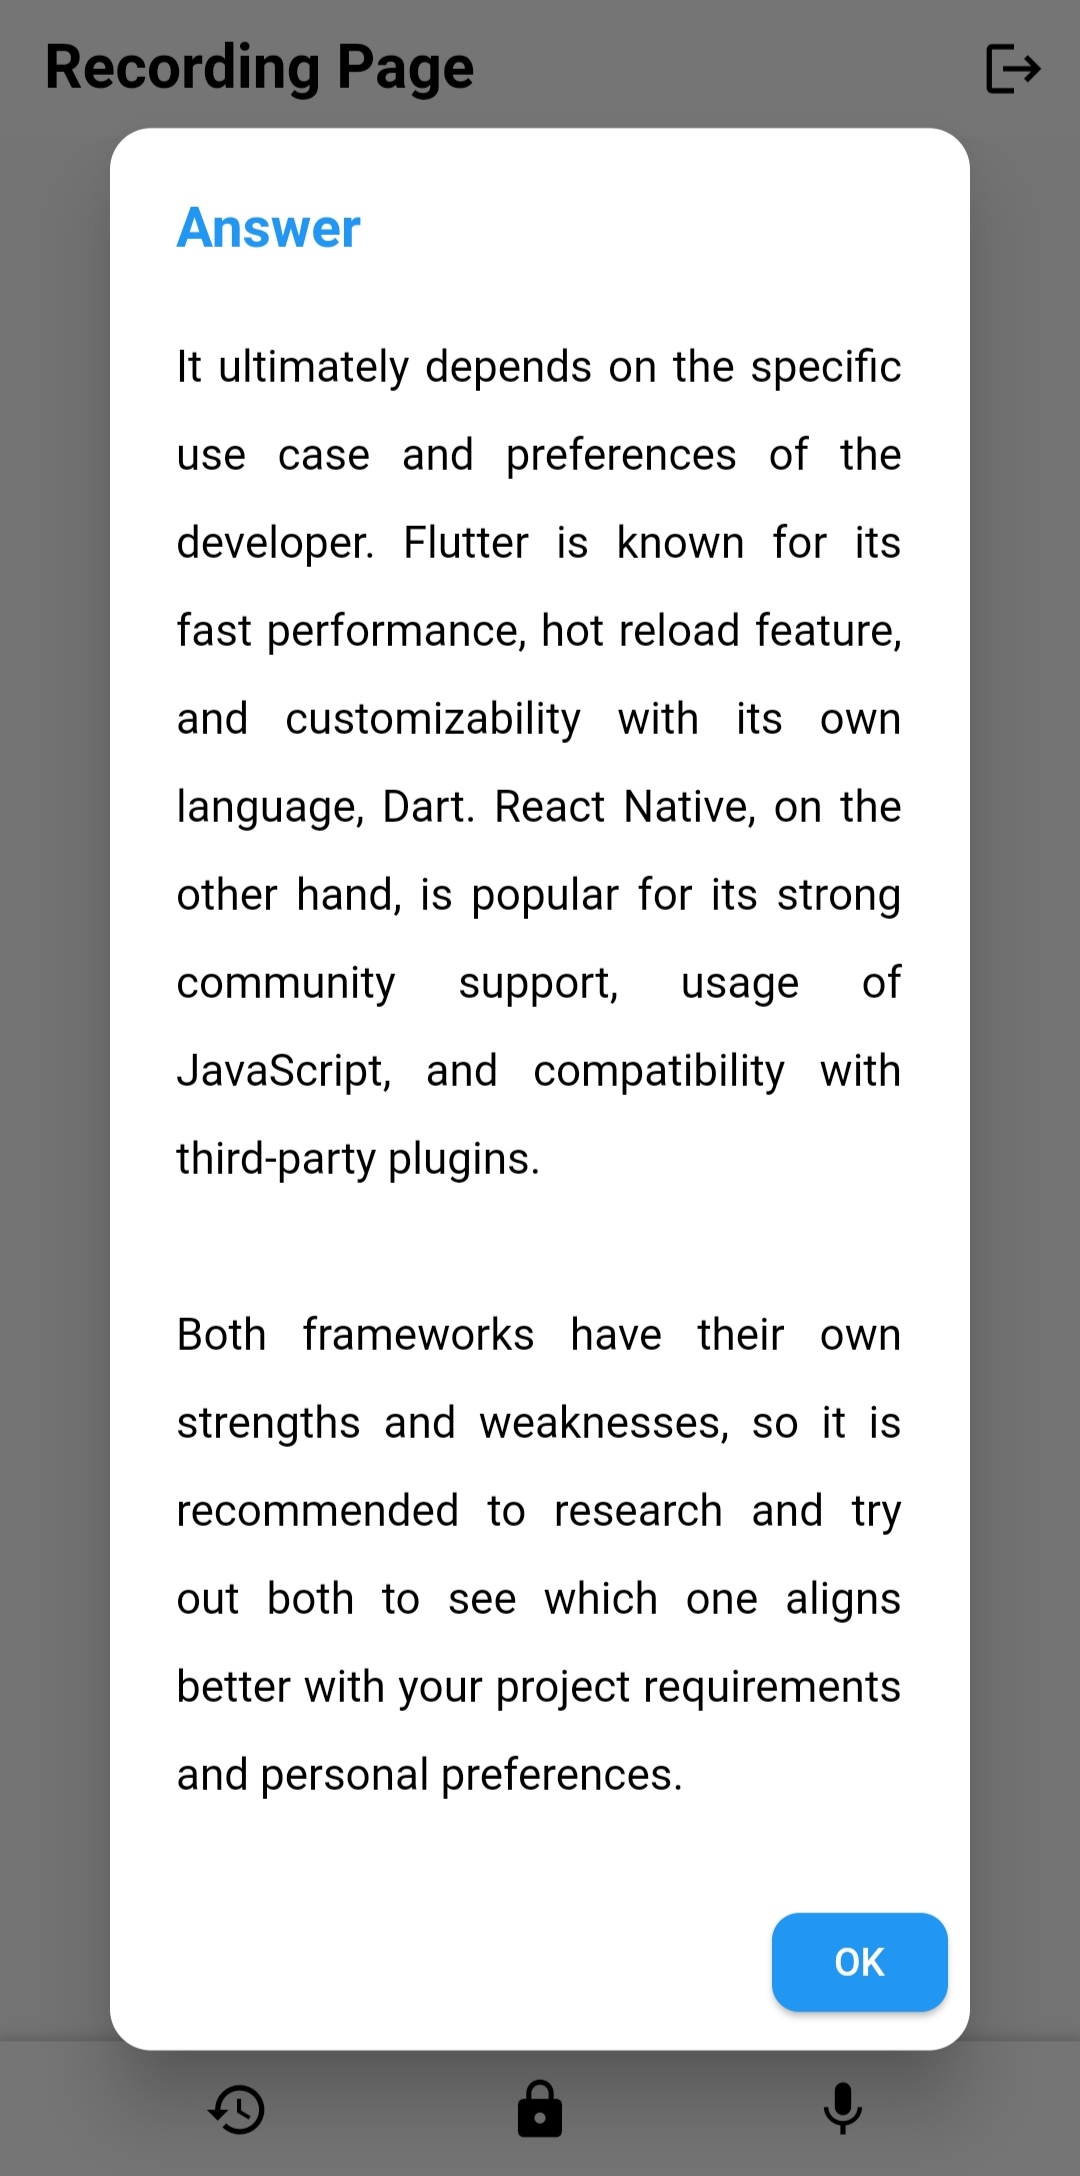 Recording Page
Answer
It ultimately depends on the specific
use case and preferences of the
developer. Flutter is known for its
fast performance, hot reload feature,
and customizability with its own
language, Dart. React Native, on the
other hand, is popular for its strong
community support, usage of
JavaScript, and compatibility with
third-party plugins.
Both frameworks have their own
strengths and weaknesses, so it is
recommended to research and try
out both to see which one aligns
better with your project requirements
and personal preferences.
OK